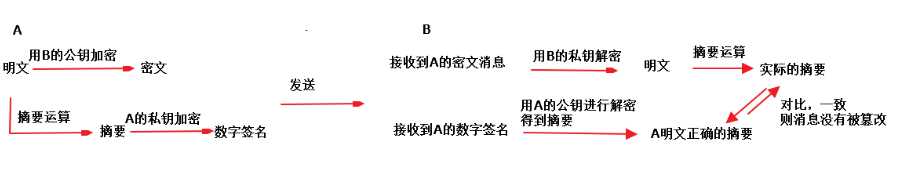 A
用B的公钥加密
明文
密文
摘要运算
A的私钥加密
摘要
数字签名
发送
B
接收到A的密文消息
用B的私钥解密
明文
摘要运算
实际的摘要
接收到A的数字签名
用A的公钥进行解密
得到摘要
A明文正确的摘要
对比，一致
则消息没有被篡改